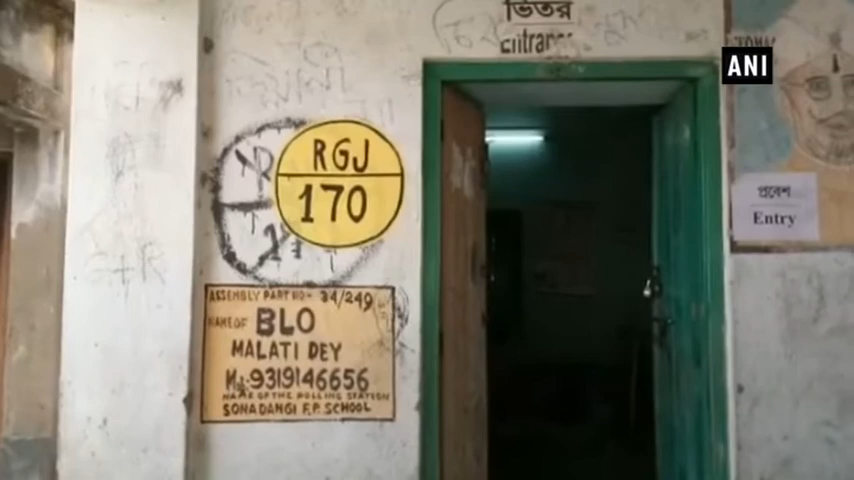 ভিতর
Entrance
ANI
RGJ
170
প্রবেশ
Entry
ASSEMBLY PART NO- 34/249
NAME OF BLO
MALATI DEY
9319146656
NAME OF THE POLLING STATION
SONADANGI F.P. SCHOOL